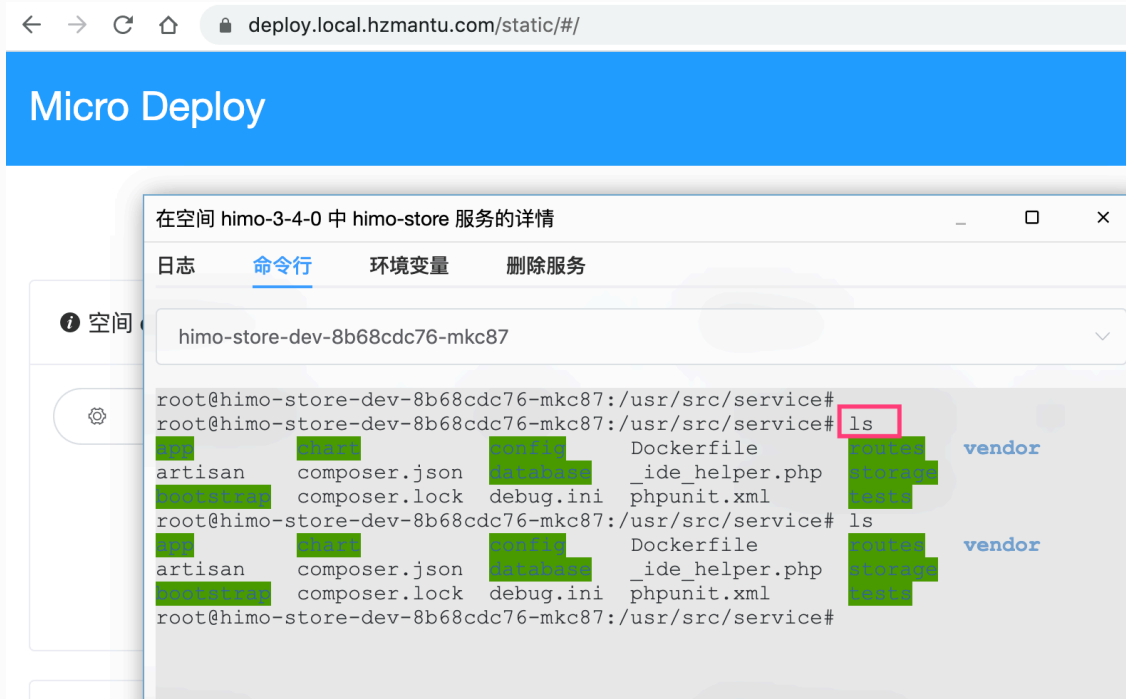 deploy.local.hzmantu.com/static/#/
Micro Deploy
在空间 himo-3-4-0 中 himo-store 服务的详情
日志 命令行 环境变量 删除服务
空间
himo-store-dev-8b68cdc76-mkc87
root@himo-store-dev-8b68cdc76-mkc87:/usr/src/service#
root@himo-store-dev-8b68cdc76-mkc87:/usr/src/service# ls
app chart config Dockerfile routes vendor
artisan composer.json database _ide_helper.php storage
bootstrap composer.lock debug.ini phpunit.xml tests
root@himo-store-dev-8b68cdc76-mkc87:/usr/src/service# ls
app chart config Dockerfile routes vendor
artisan composer.json database _ide_helper.php storage
bootstrap composer.lock debug.ini phpunit.xml tests
root@himo-store-dev-8b68cdc76-mkc87:/usr/src/service#